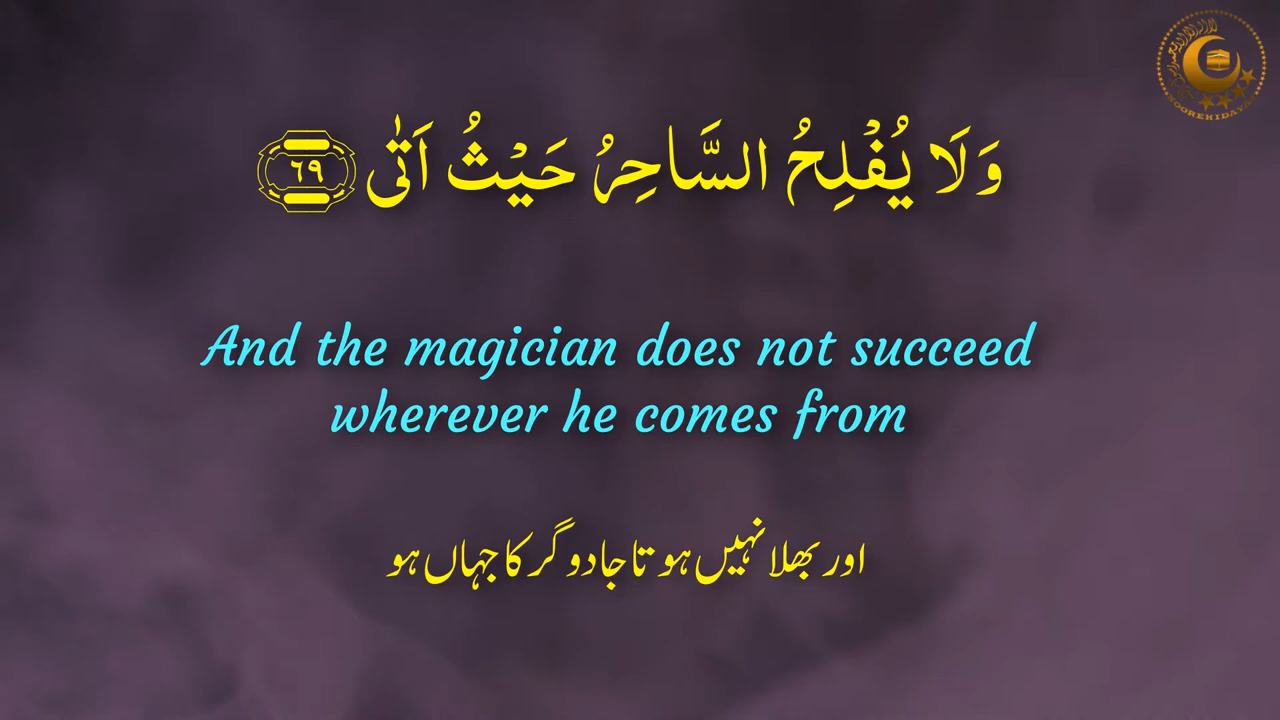 وَلَا يُفْلِحُ السَّاحِرُ حَيْثُ اَتٰى ٦٩
And the magician does not succeed
wherever he comes from
اور بھلا نہیں ہوتا جادوگر کا جہاں ہو
NOOREHIDAYAT